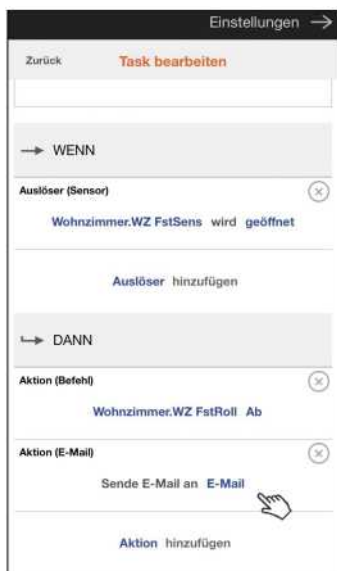 Einstellungen →
Zurück Task bearbeiten
→ WENN
Auslöser (Sensor)
Wohnzimmer.WZ FstSens wird geöffnet
Auslöser hinzufügen
↳ DANN
Aktion (Befehl)
Wohnzimmer.WZ FstRoll Ab
Aktion (E-Mail)
Sende E-Mail an E-Mail
Aktion hinzufügen